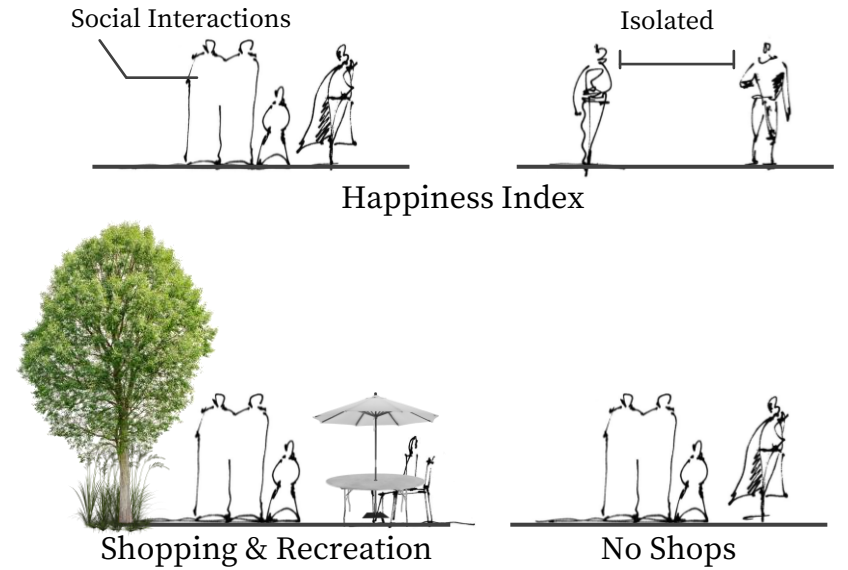 Social Interactions
Isolated
Happiness Index
Shopping & Recreation
No Shops